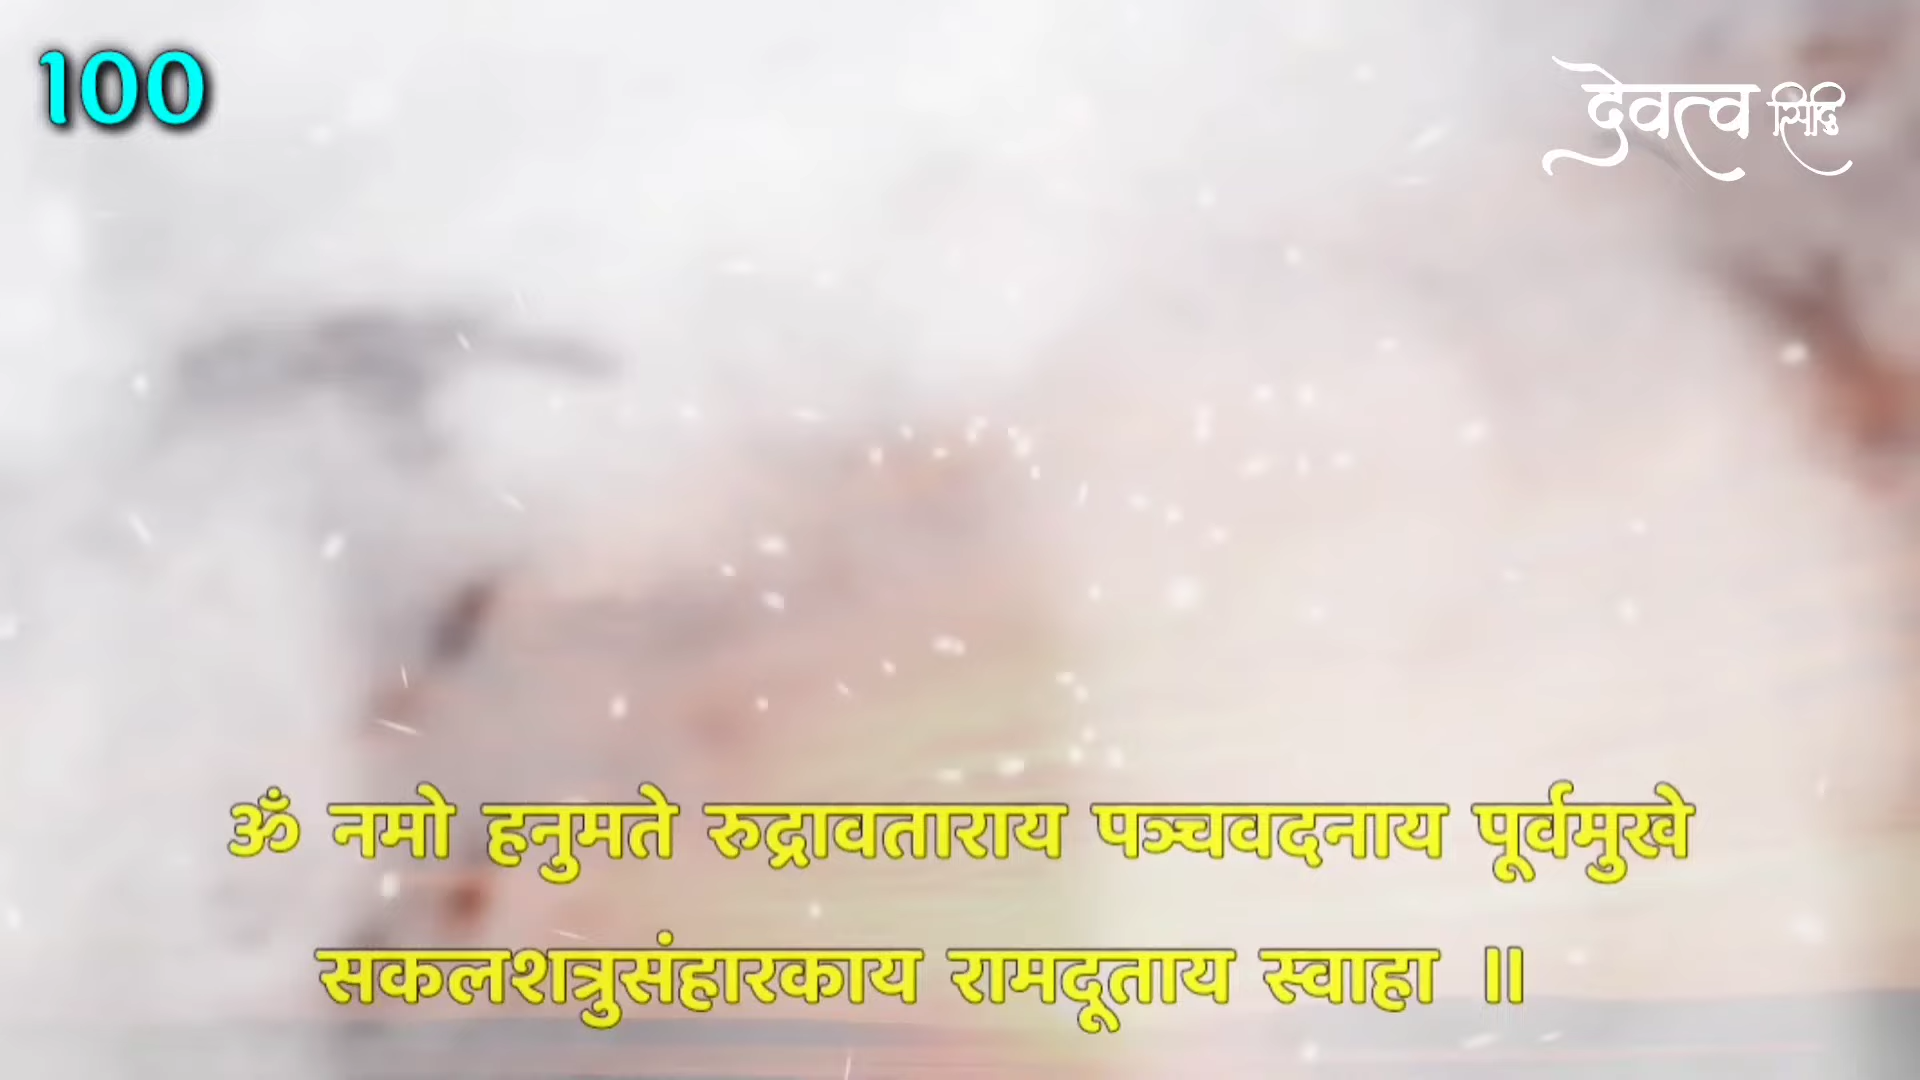 100
देवत्व सिद्धि
ॐ नमो हनुमते रुद्रावताराय पञ्चवदनाय पूर्वमुखे
सकलशत्रुसंहारकाय रामदूताय स्वाहा ॥